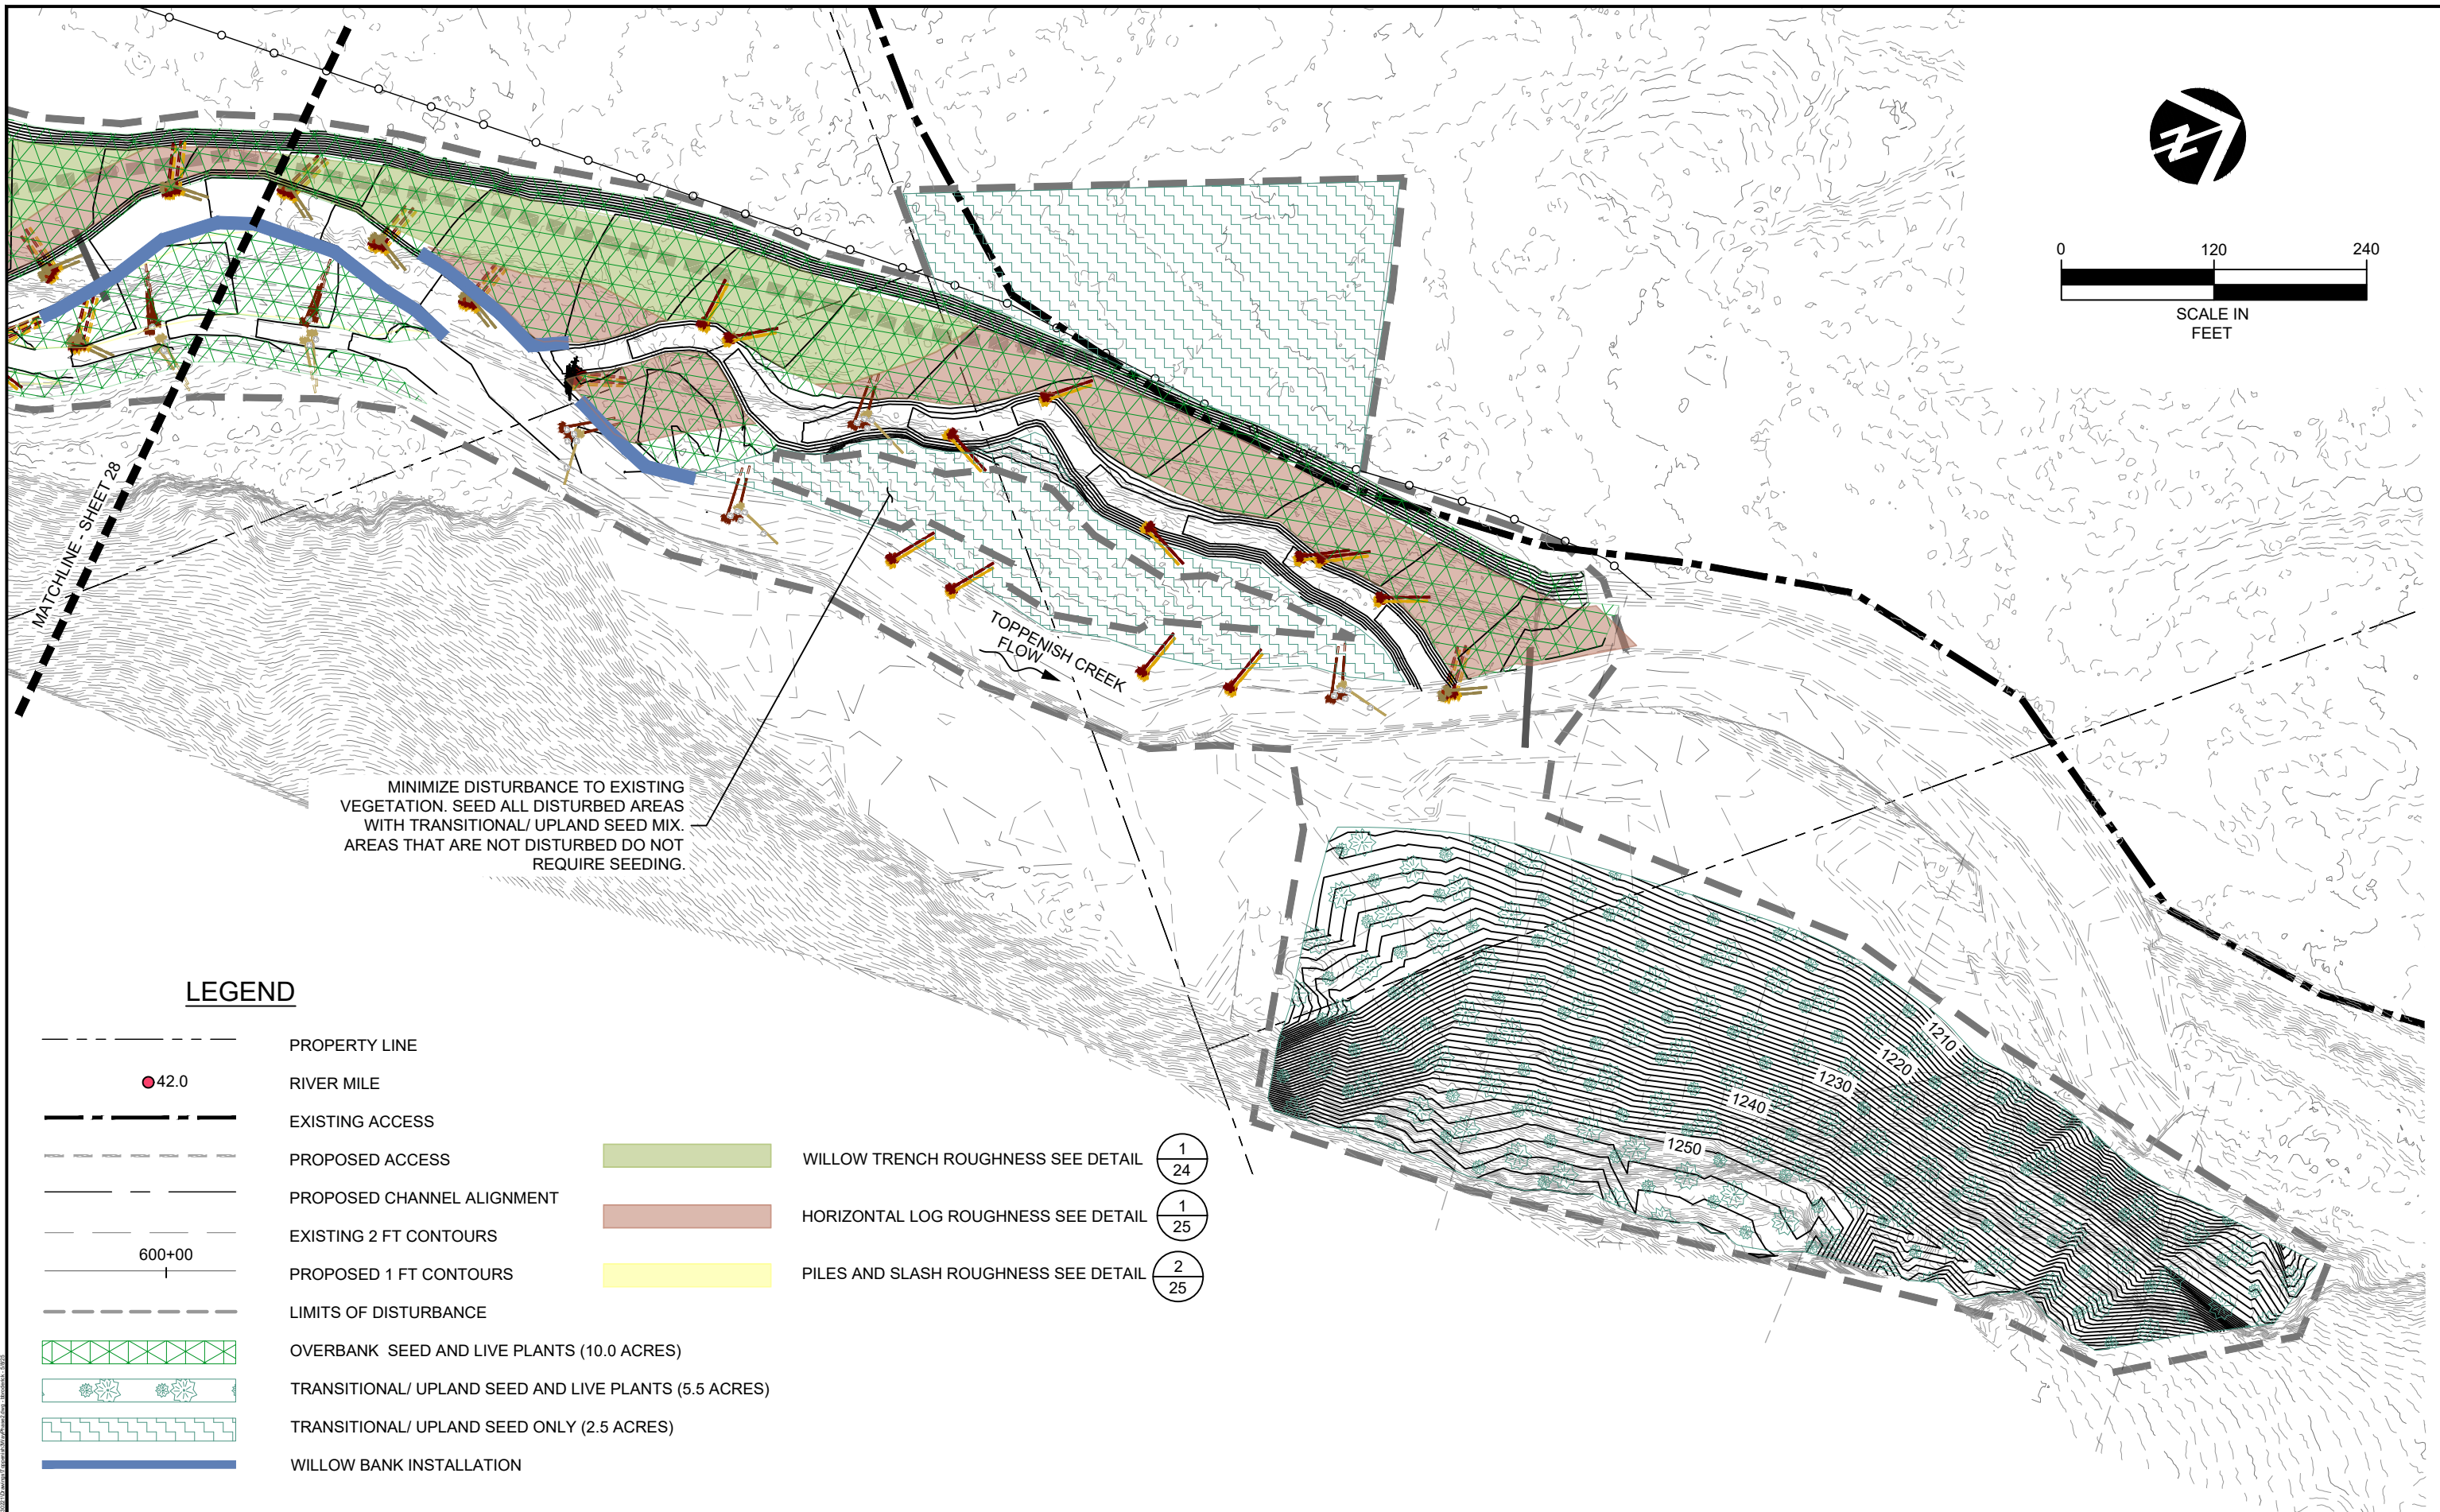 0 120 240
SCALE IN
FEET
MATCHLINE - SHEET 28
TOPPENISH CREEK
FLOW
MINIMIZE DISTURBANCE TO EXISTING
VEGETATION. SEED ALL DISTURBED AREAS
WITH TRANSITIONAL/ UPLAND SEED MIX.
AREAS THAT ARE NOT DISTURBED DO NOT
REQUIRE SEEDING.
1210
1220
1230
1240
1250
LEGEND
PROPERTY LINE
42.0 RIVER MILE
EXISTING ACCESS
PROPOSED ACCESS
PROPOSED CHANNEL ALIGNMENT
EXISTING 2 FT CONTOURS
600+00
PROPOSED 1 FT CONTOURS
LIMITS OF DISTURBANCE
OVERBANK SEED AND LIVE PLANTS (10.0 ACRES)
TRANSITIONAL/ UPLAND SEED AND LIVE PLANTS (5.5 ACRES)
TRANSITIONAL/ UPLAND SEED ONLY (2.5 ACRES)
WILLOW BANK INSTALLATION
WILLOW TRENCH ROUGHNESS SEE DETAIL
1
24
HORIZONTAL LOG ROUGHNESS SEE DETAIL
1
25
PILES AND SLASH ROUGHNESS SEE DETAIL
2
25